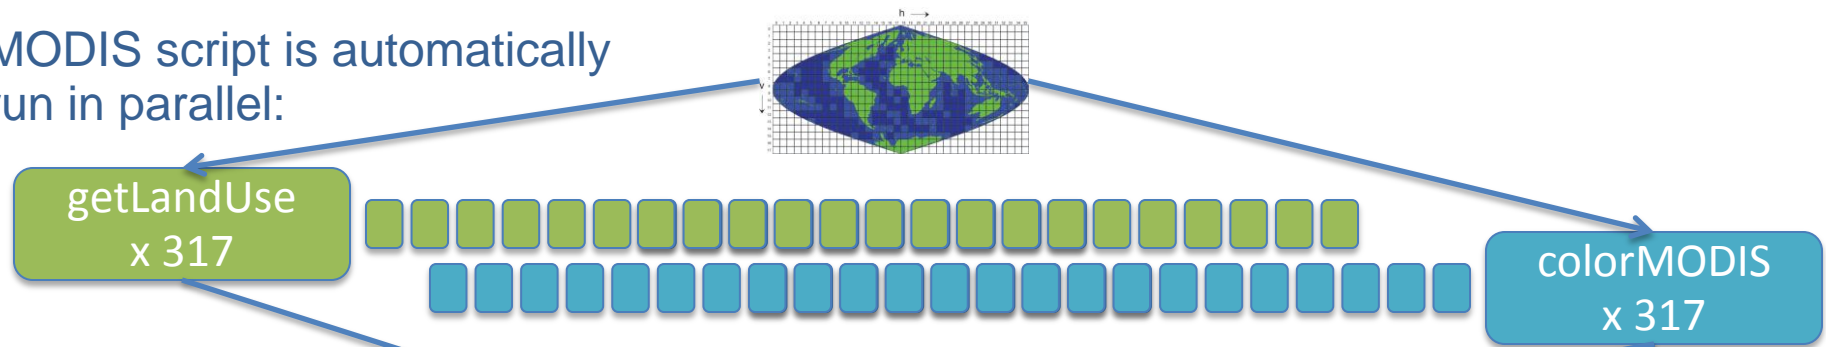 MODIS script is automatically
run in parallel:
h
v
getLandUse
x 317
colorMODIS
x 317